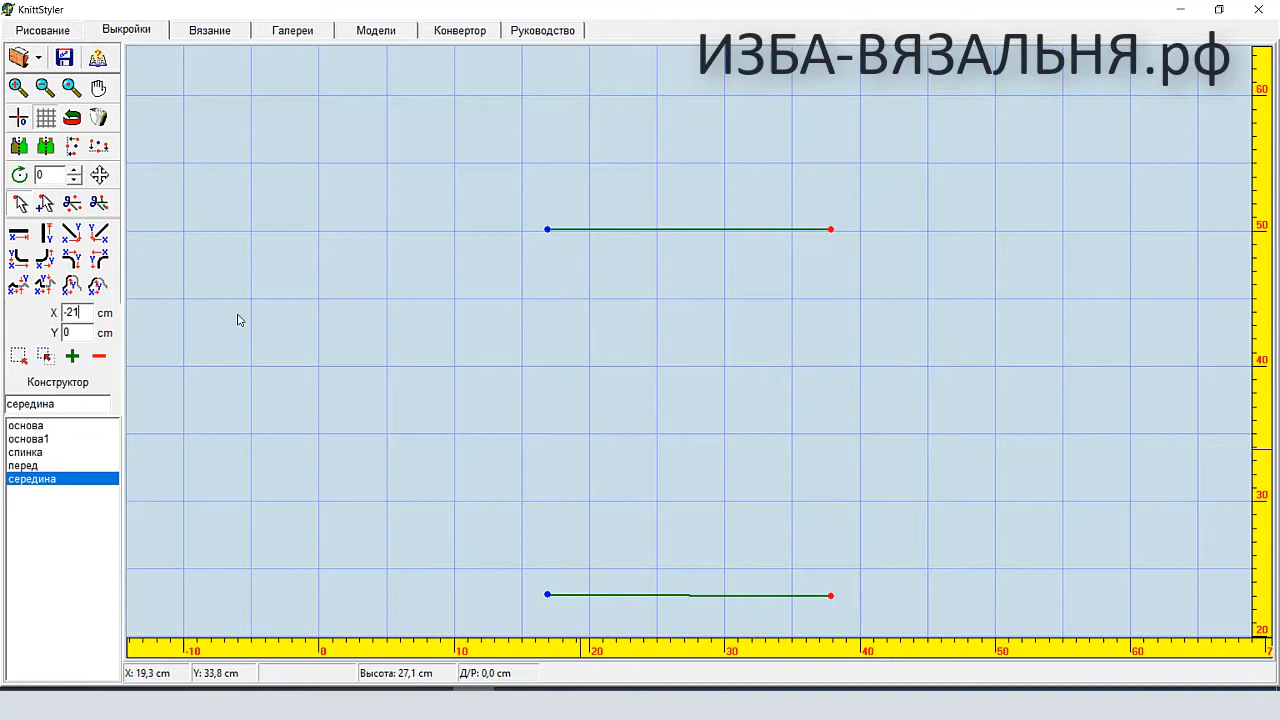 KnittStyler
Рисование Выкройки Вязание Галереи Модели Конвертор Руководство
ИЗБА-ВЯЗАЛЬНЯ.рф
0
X -21 cm
Y 0 cm
Конструктор
середина
основа
основа1
спинка
перед
середина
60
50
40
30
20
-10 0 10 20 30 40 50 60 7
X: 19,3 cm Y: 33,8 cm Высота: 27,1 cm Д/Р: 0,0 cm